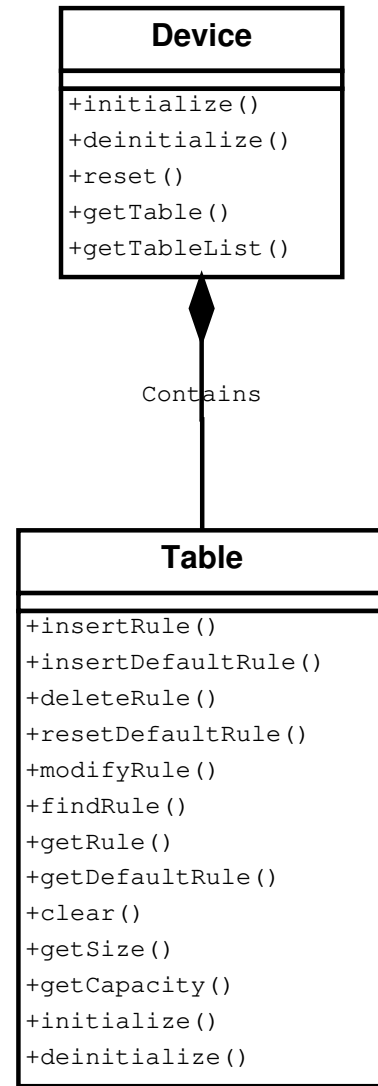 Device
+initialize()
+deinitialize()
+reset()
+getTable()
+getTableList()
Contains
Table
+insertRule()
+insertDefaultRule()
+deleteRule()
+resetDefaultRule()
+modifyRule()
+findRule()
+getRule()
+getDefaultRule()
+clear()
+getSize()
+getCapacity()
+initialize()
+deinitialize()